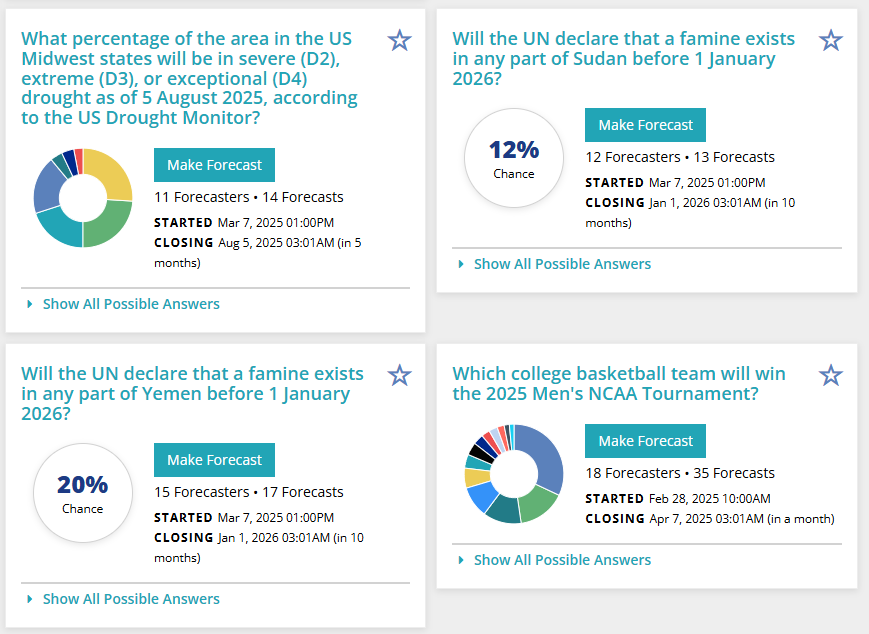 What percentage of the area in the US
Midwest states will be in severe (D2),
extreme (D3), or exceptional (D4)
drought as of 5 August 2025, according
to the US Drought Monitor?
Make Forecast
11 Forecasters • 14 Forecasts
STARTED Mar 7, 2025 01:00PM
CLOSING Aug 5, 2025 03:01AM (in 5
months)
Show All Possible Answers
Will the UN declare that a famine exists
in any part of Sudan before 1 January
2026?
12%
Chance
Make Forecast
12 Forecasters • 13 Forecasts
STARTED Mar 7, 2025 01:00PM
CLOSING Jan 1, 2026 03:01AM (in 10
months)
Show All Possible Answers
Will the UN declare that a famine exists
in any part of Yemen before 1 January
2026?
20%
Chance
Make Forecast
15 Forecasters • 17 Forecasts
STARTED Mar 7, 2025 01:00PM
CLOSING Jan 1, 2026 03:01AM (in 10
months)
Show All Possible Answers
Which college basketball team will win
the 2025 Men's NCAA Tournament?
Make Forecast
18 Forecasters • 35 Forecasts
STARTED Feb 28, 2025 10:00AM
CLOSING Apr 7, 2025 03:01AM (in a month)
Show All Possible Answers